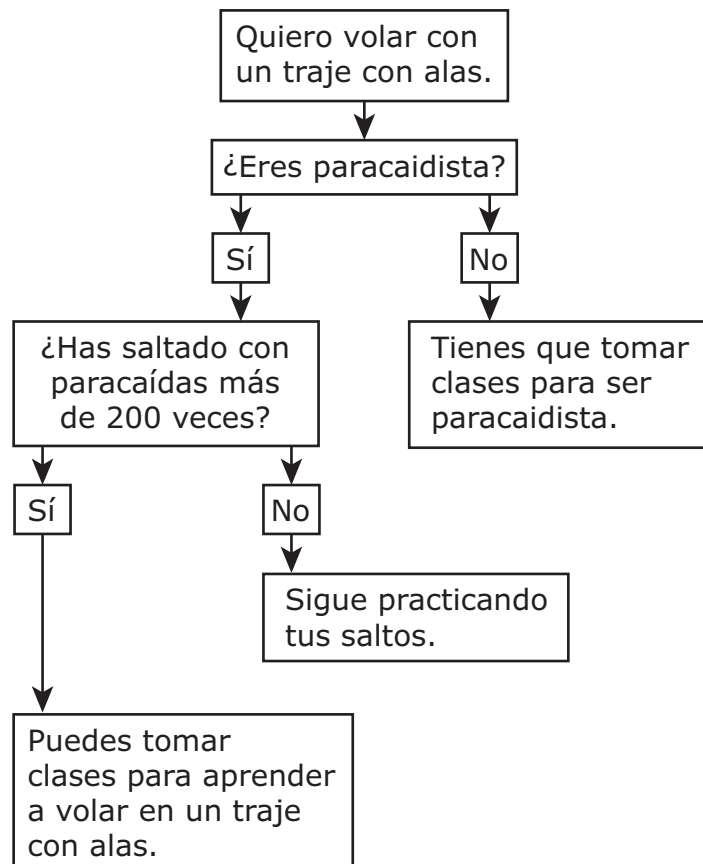 Quiero volar con
un traje con alas.
¿Eres paracaidista?
Sí
No
¿Has saltado con
paracaídas más
de 200 veces?
Tienes que tomar
clases para ser
paracaidista.
Sí
No
Sigue practicando
tus saltos.
Puedes tomar
clases para aprender
a volar en un traje
con alas.